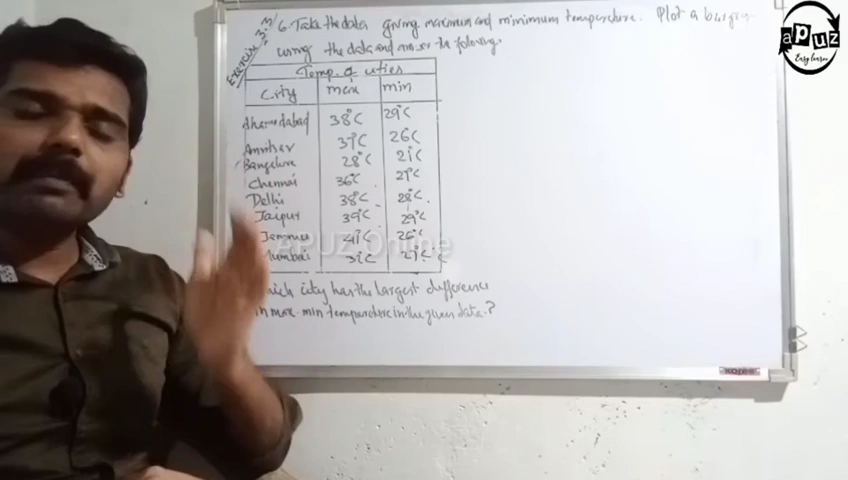 Exercise 3.3
6. Take the data giving maximum and minimum temperature. Plot a bar
using the data and answer the following.
Temp. of cities
City max min
Ahmedabad 38°C 29°C
Amritsar 37°C 26°C
Bangalore 28°C 21°C
Chennai 36°C 27°C
Delhi 38°C 28°C
Jaipur 39°C 29°C
Jammu 41°C 26°C
Mumbai
city has the largest difference
in max. min temperature in the given data.?
APUZ Online
apuz
Easy learn